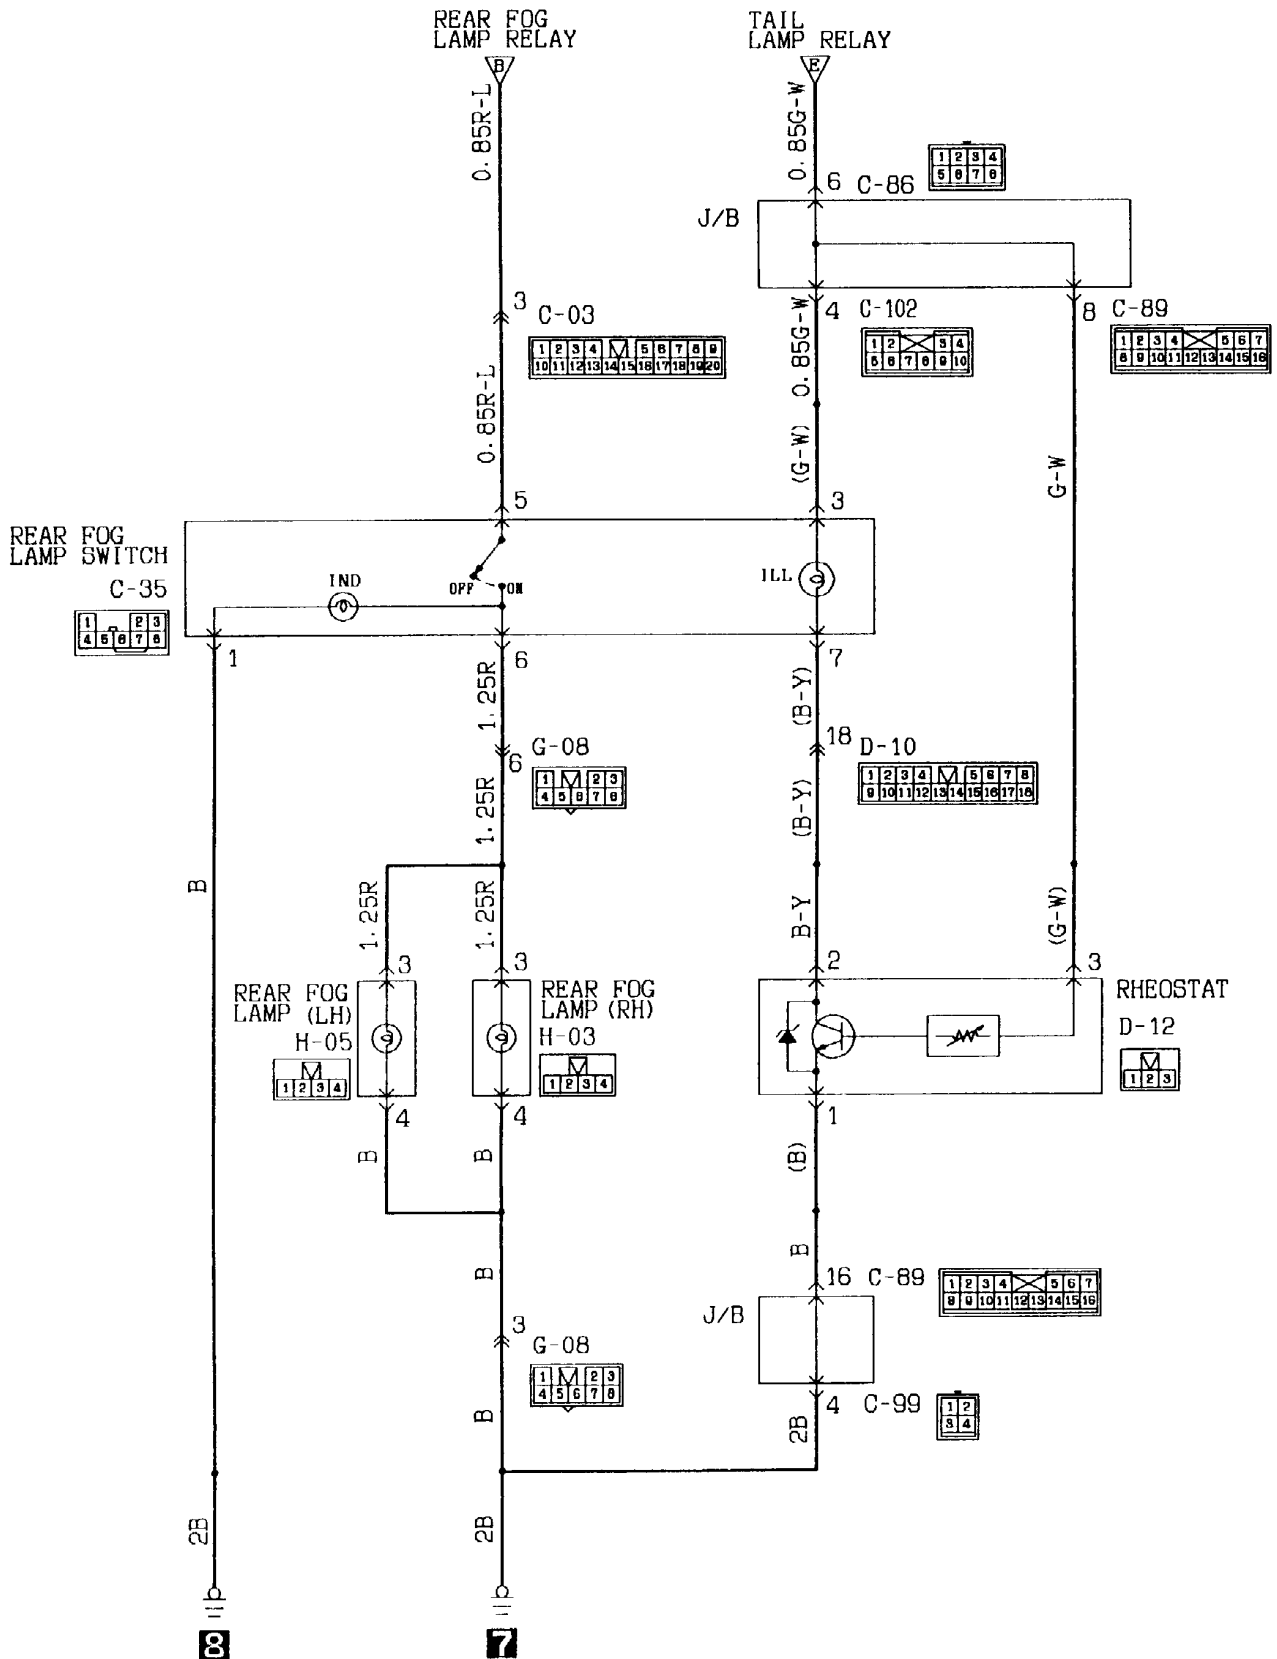 REAR FOG
LAMP RELAY
TAIL
LAMP RELAY
B
E
0.85R-L
0.85G-W
6 C-86
1 2 3 4
5 6 7 8
J/B
3
C-03
1 2 3 4 5 6 7 8 9
10 11 12 13 14 15 16 17 18 19 20
4 C-102
1 2 3 4
5 6 7 8 9 10
8 C-89
1 2 3 4 5 6 7
8 9 10 11 12 13 14 15 16
0.85R-L
0.85G-W
(G-W)
G-W
5
3
REAR FOG
LAMP SWITCH
C-35
1 2 3
4 5 6 7 8
IND
OFF
ON
ILL
1
6
7
1.25R
(B-Y)
6
G-08
1 2 3
4 5 6 7 8
18 D-10
1 2 3 4 5 6 7 8
9 10 11 12 13 14 15 16 17 18
1.25R
(B-Y)
B
1.25R
1.25R
B-Y
(G-W)
3
3
2
3
REAR FOG
LAMP (LH)
H-05
1 2 3 4
REAR FOG
LAMP (RH)
H-03
1 2 3 4
RHEOSTAT
D-12
1 2 3
4
4
1
B
B
(B)
B
B
16 C-89
1 2 3 4 5 6 7
8 9 10 11 12 13 14 15 16
J/B
3
G-08
1 2 3
4 5 6 7 8
4 C-99
1 2
3 4
B
2B
2B
2B
8
7